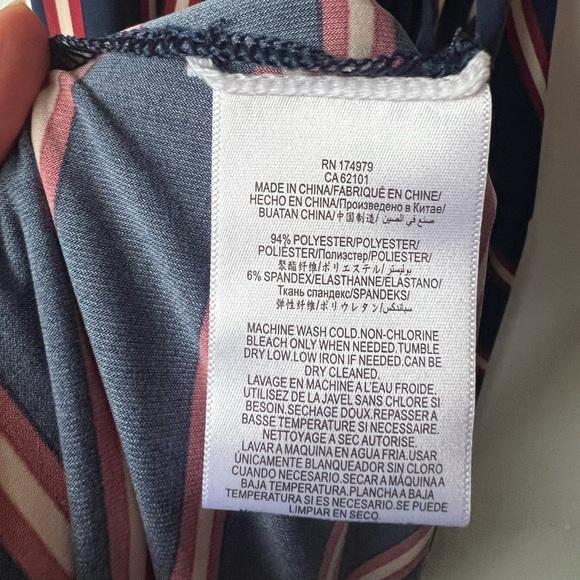 RN 174979
CA 62101
MADE IN CHINA/FABRIQUÉ EN CHINE/
HECHO EN CHINA/Произведено в Китае/
BUATAN CHINA/中国制造/صنع في الصين/
94% POLYESTER/POLYESTER/
POLIÉSTER/Полиэстер/POLIESTER/
聚酯纤维/ポリエステル/بوليستر/
6% SPANDEX/ELASTHANNE/ELASTANO/
Ткань спандекс/SPANDEKS/
弹性纤维/ポリウレタン/سباندكس/
MACHINE WASH COLD.NON-CHLORINE
BLEACH ONLY WHEN NEEDED.TUMBLE
DRY LOW.LOW IRON IF NEEDED.CAN BE
DRY CLEANED.
LAVAGE EN MACHINE A L'EAU FROIDE,
UTILISEZ DE LA JAVEL SANS CHLORE SI
BESOIN.SECHAGE DOUX.REPASSER A
BASSE TEMPERATURE SI NECESSAIRE.
NETTOYAGE A SEC AUTORISE.
LAVAR A MAQUINA EN AGUA FRIA.USAR
ÚNICAMENTE BLANQUEADOR SIN CLORO
CUANDO NECESARIO.SECAR A MÁQUINA A
BAJA TEMPERATURA.PLANCHA A BAJA
TEMPERATURA SI ES NECESARIO.PUEDE
LIMPIAR EN SECO.